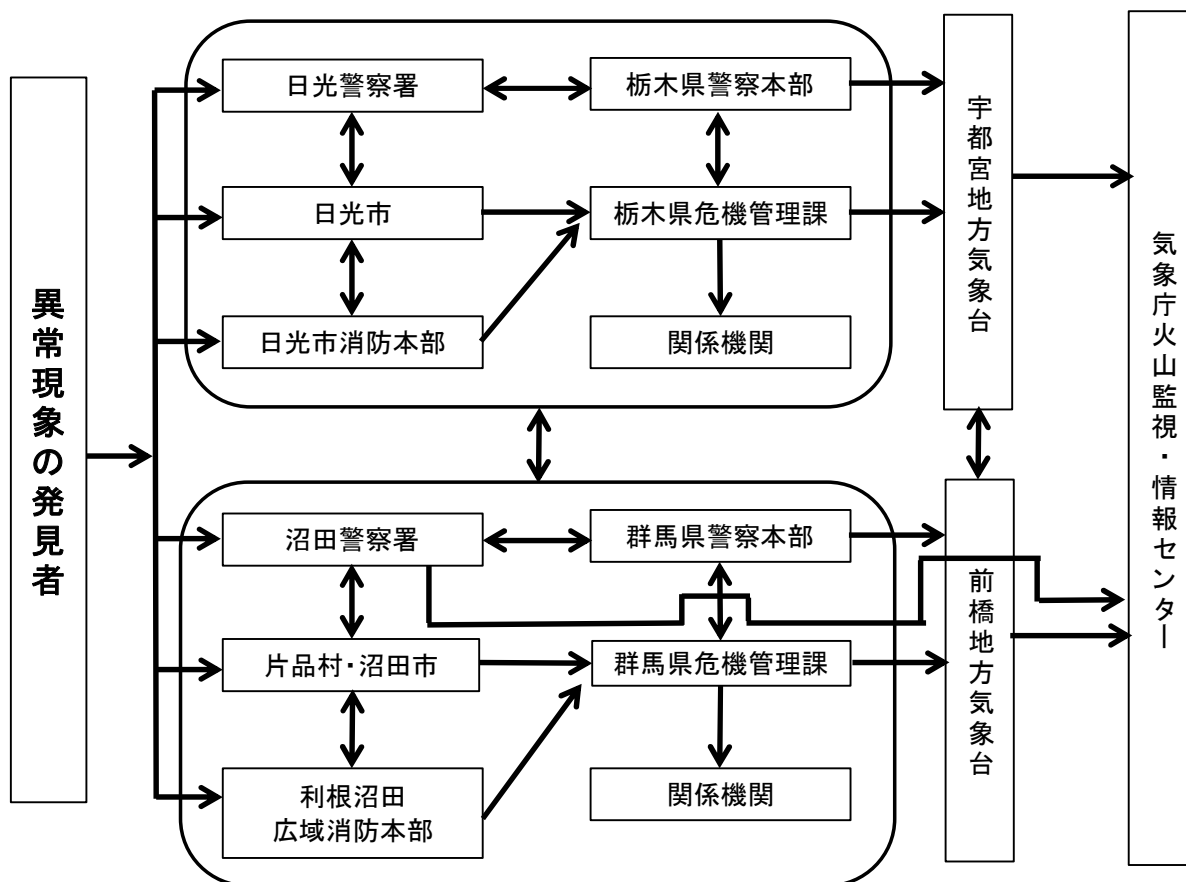 異常現象の発見者
日光警察署
栃木県警察本部
日光市
栃木県危機管理課
日光市消防本部
関係機関
宇都宮地方気象台
気象庁火山監視・情報センター
沼田警察署
群馬県警察本部
片品村・沼田市
群馬県危機管理課
利根沼田
広域消防本部
関係機関
前橋地方気象台